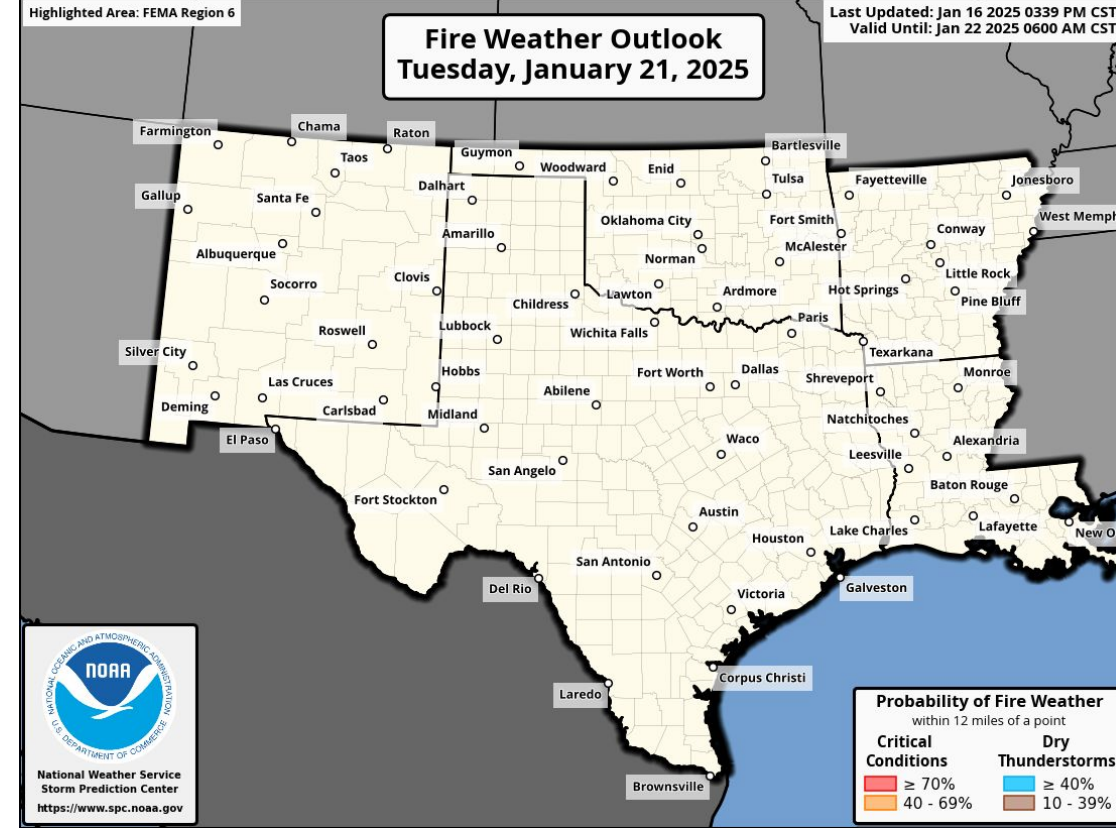 Highlighted Area: FEMA Region 6
Last Updated: Jan 16 2025 0339 PM CST
Valid Until: Jan 22 2025 0600 AM CST
Fire Weather Outlook
Tuesday, January 21, 2025
Farmington
Chama
Raton
Taos
Guymon
Woodward
Enid
Bartlesville
Gallup
Santa Fe
Dalhart
Tulsa
Fayetteville
Jonesboro
Albuquerque
Amarillo
Oklahoma City
Fort Smith
West Memph
Norman
McAlester
Conway
Socorro
Clovis
Childress
Lawton
Ardmore
Hot Springs
Little Rock
Pine Bluff
Roswell
Lubbock
Wichita Falls
Paris
Silver City
Texarkana
Las Cruces
Hobbs
Fort Worth
Dallas
Shreveport
Monroe
Deming
Carlsbad
Midland
Abilene
Natchitoches
El Paso
Waco
Leesville
Alexandria
San Angelo
Fort Stockton
Baton Rouge
Austin
Houston
Lake Charles
Lafayette
New O
San Antonio
Del Rio
Victoria
Galveston
Laredo
Corpus Christi
Brownsville
NATIONAL OCEANIC AND ATMOSPHERIC ADMINISTRATION
NOAA
U.S. DEPARTMENT OF COMMERCE
National Weather Service
Storm Prediction Center
https://www.spc.noaa.gov
Probability of Fire Weather
within 12 miles of a point
Critical Conditions
≥ 70%
40 - 69%
Dry Thunderstorms
≥ 40%
10 - 39%